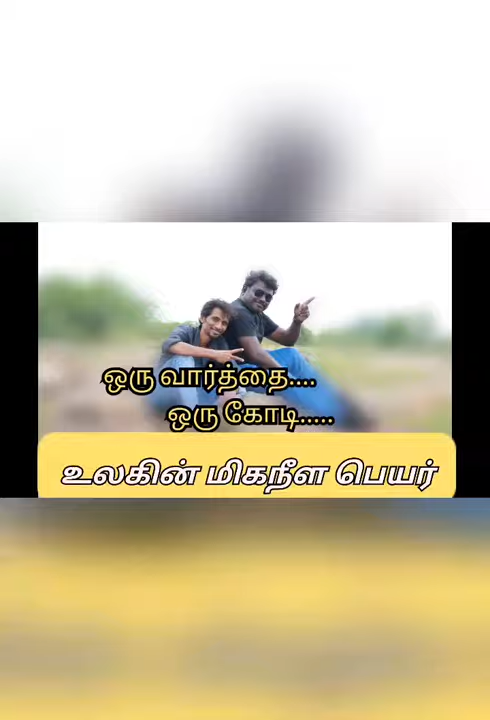 ஒரு வார்த்தை....
ஒரு கோடி.....
உலகின் மிகநீள பெயர்